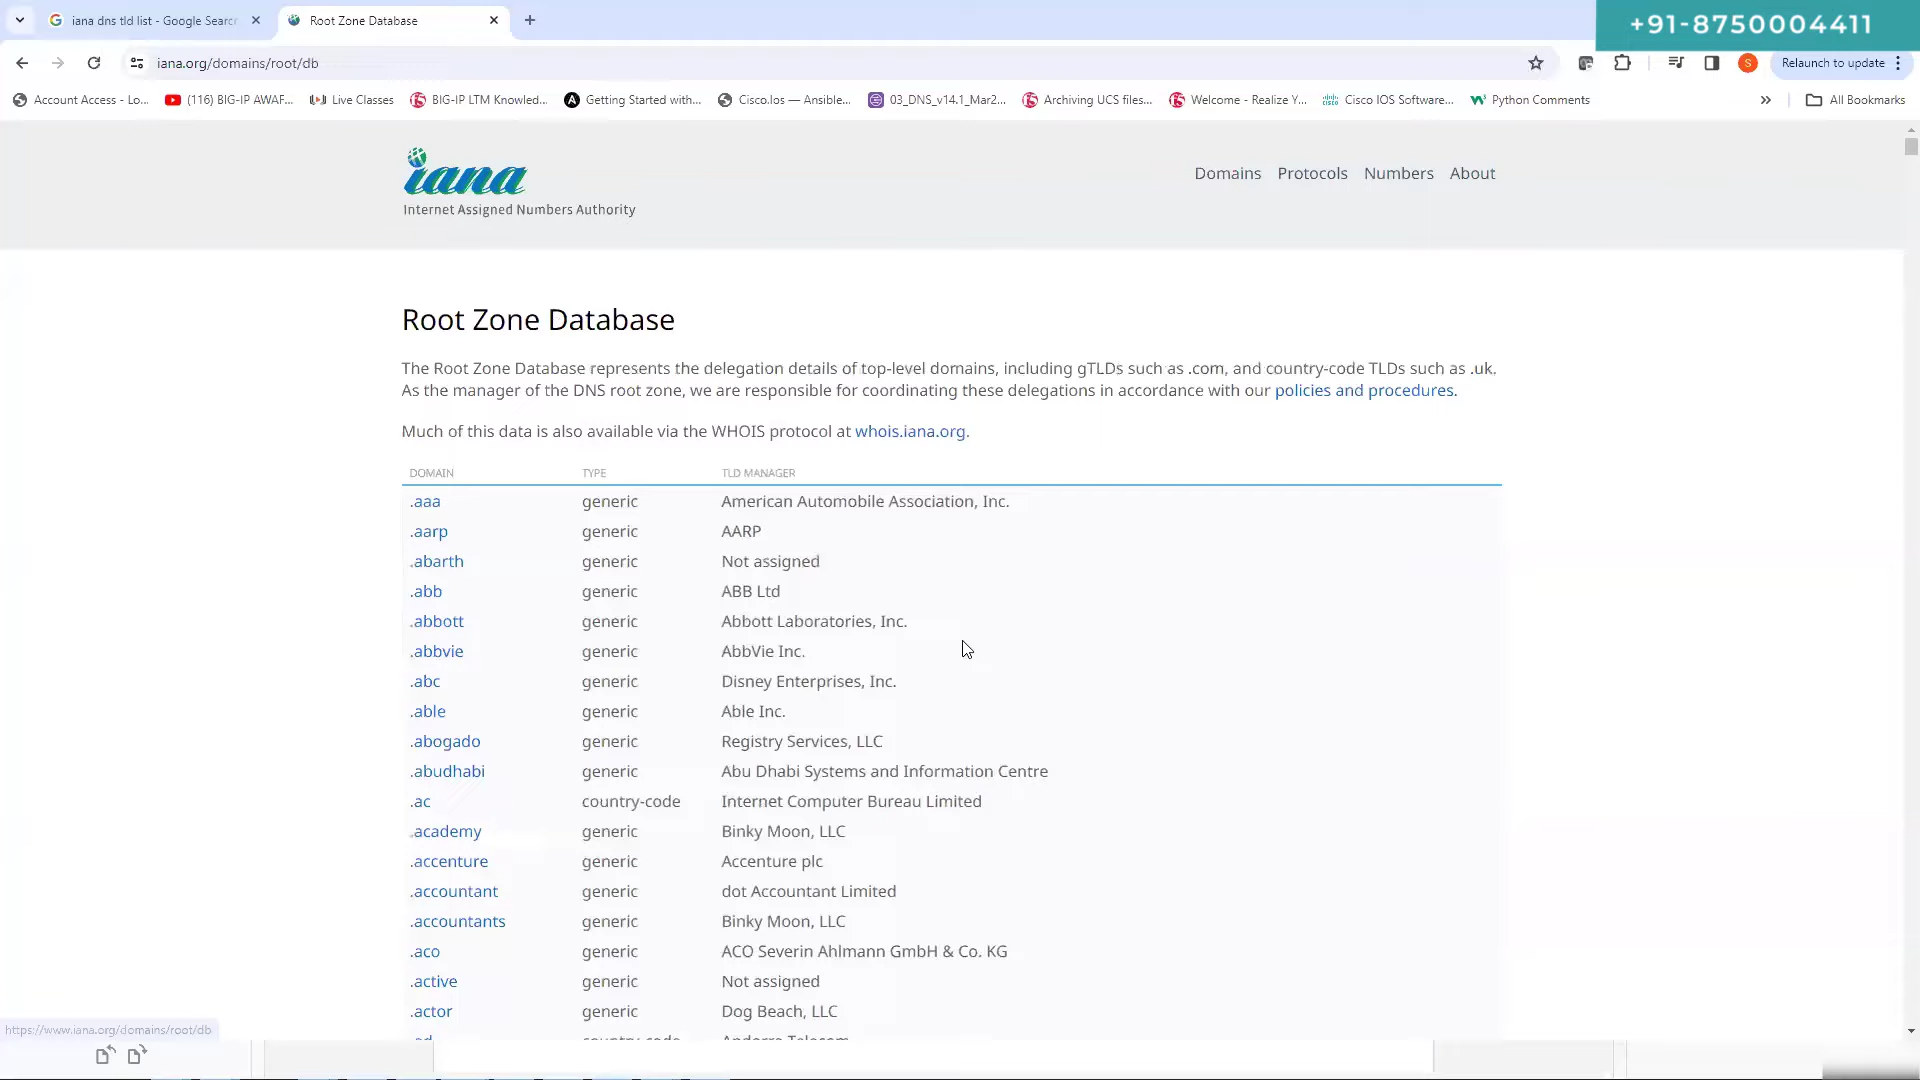 iana dns tld list - Google Searc
Root Zone Database
+91-8750004411
iana.org/domains/root/db
Relaunch to update
Account Access - Lo...
(116) BIG-IP AWAF...
Live Classes
BIG-IP LTM Knowled...
Getting Started with...
Cisco.Ios — Ansible...
03_DNS_v14.1_Mar2...
Archiving UCS files...
Welcome - Realize Y...
Cisco IOS Software...
Python Comments
All Bookmarks
iana
Internet Assigned Numbers Authority
Domains Protocols Numbers About
Root Zone Database
The Root Zone Database represents the delegation details of top-level domains, including gTLDs such as .com, and country-code TLDs such as .uk.
As the manager of the DNS root zone, we are responsible for coordinating these delegations in accordance with our policies and procedures.
Much of this data is also available via the WHOIS protocol at whois.iana.org.
DOMAIN TYPE TLD MANAGER
.aaa generic American Automobile Association, Inc.
.aarp generic AARP
.abarth generic Not assigned
.abb generic ABB Ltd
.abbott generic Abbott Laboratories, Inc.
.abbvie generic AbbVie Inc.
.abc generic Disney Enterprises, Inc.
.able generic Able Inc.
.abogado generic Registry Services, LLC
.abudhabi generic Abu Dhabi Systems and Information Centre
.ac country-code Internet Computer Bureau Limited
.academy generic Binky Moon, LLC
.accenture generic Accenture plc
.accountant generic dot Accountant Limited
.accountants generic Binky Moon, LLC
.aco generic ACO Severin Ahlmann GmbH & Co. KG
.active generic Not assigned
.actor generic Dog Beach, LLC
.ad country-code Andorra Telecom
https://www.iana.org/domains/root/db